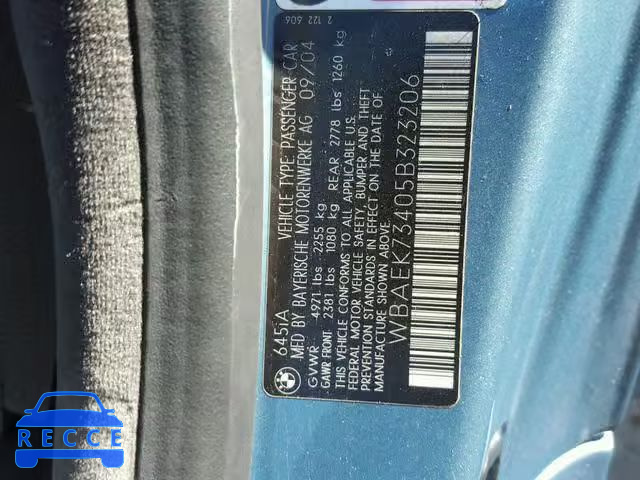 2 122 606
645iA VEHICLE TYPE PASSENGER CAR
MFD BY BAYERISCHE MOTORENWERKE AG 09/04
GVWR 4971 lbs 2255 kg
GAWR FRONT: 2381 lbs 1080 kg REAR 2778 lbs 1260 kg
THIS VEHICLE CONFORMS TO ALL APPLICABLE U.S.
FEDERAL MOTOR VEHICLE SAFETY, BUMPER, AND THEFT
PREVENTION STANDARDS IN EFFECT ON THE DATE OF
MANUFACTURE SHOWN ABOVE.
WBAEK73405B323206
BMW
RECCE